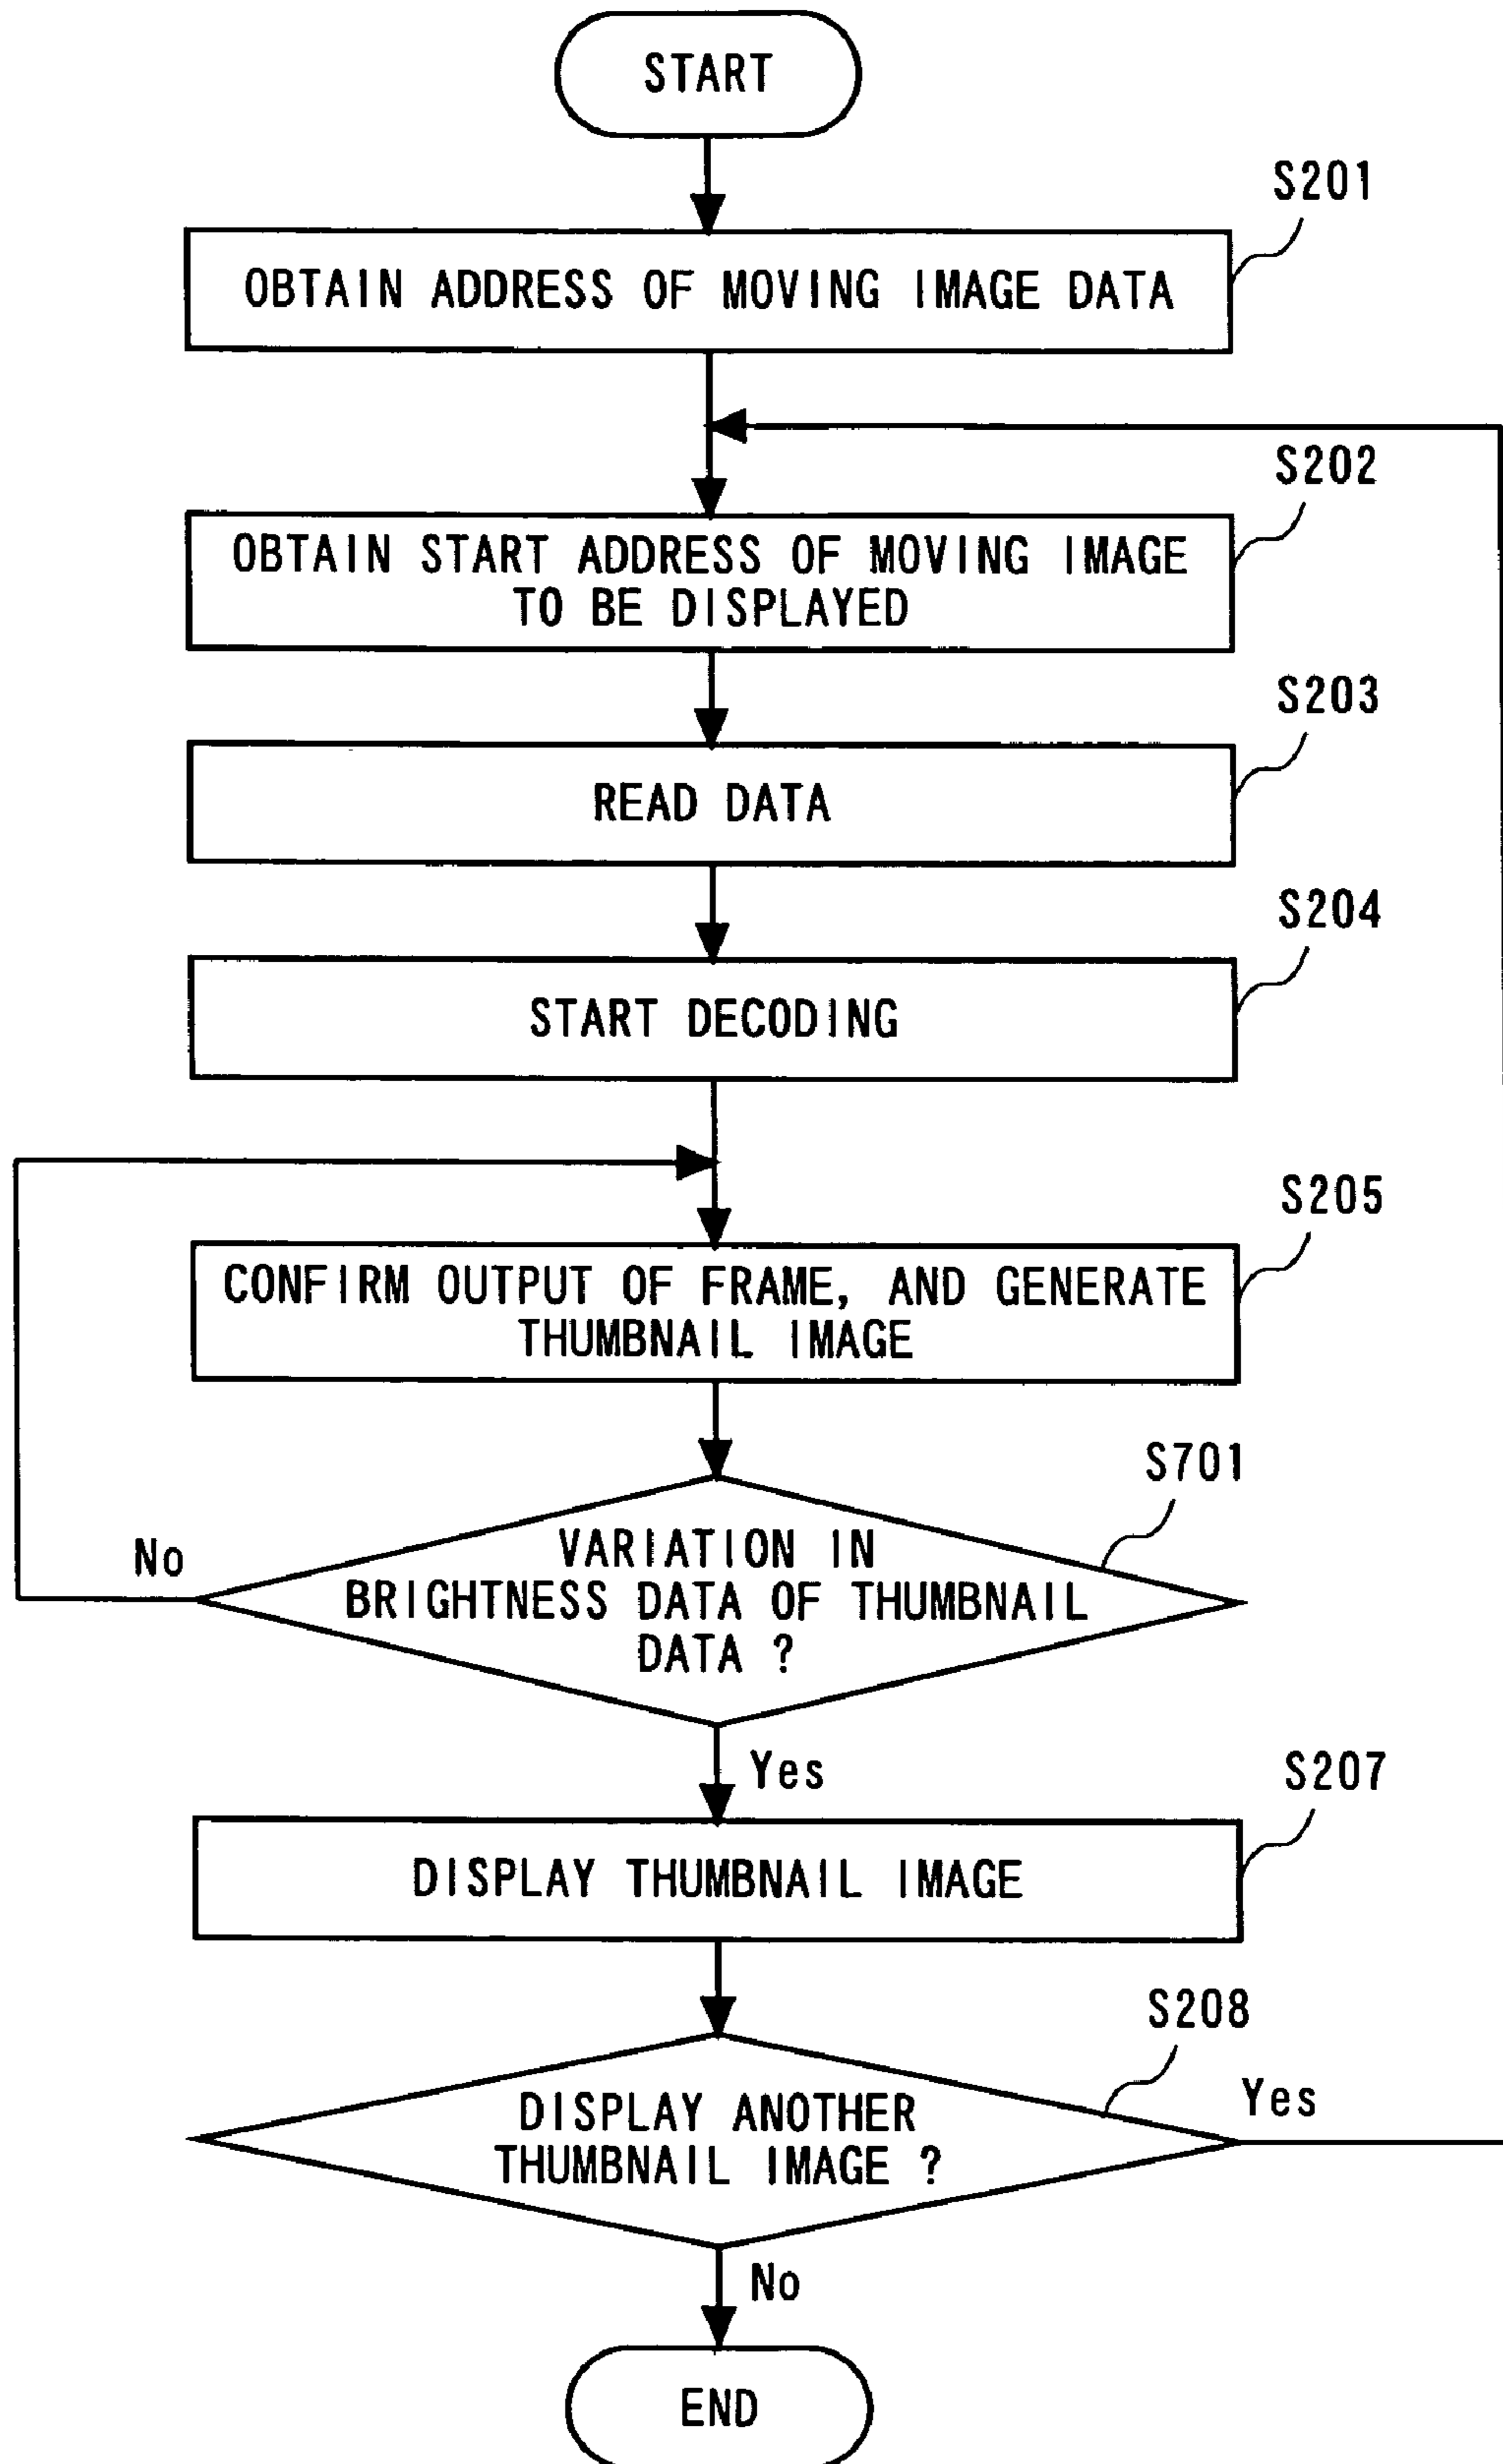 START
S201
OBTAIN ADDRESS OF MOVING IMAGE DATA
S202
OBTAIN START ADDRESS OF MOVING IMAGE
TO BE DISPLAYED
S203
READ DATA
S204
START DECODING
S205
CONFIRM OUTPUT OF FRAME, AND GENERATE
THUMBNAIL IMAGE
S701
No
VARIATION IN
BRIGHTNESS DATA OF THUMBNAIL
DATA ?
Yes
S207
DISPLAY THUMBNAIL IMAGE
S208
Yes
DISPLAY ANOTHER
THUMBNAIL IMAGE ?
No
END